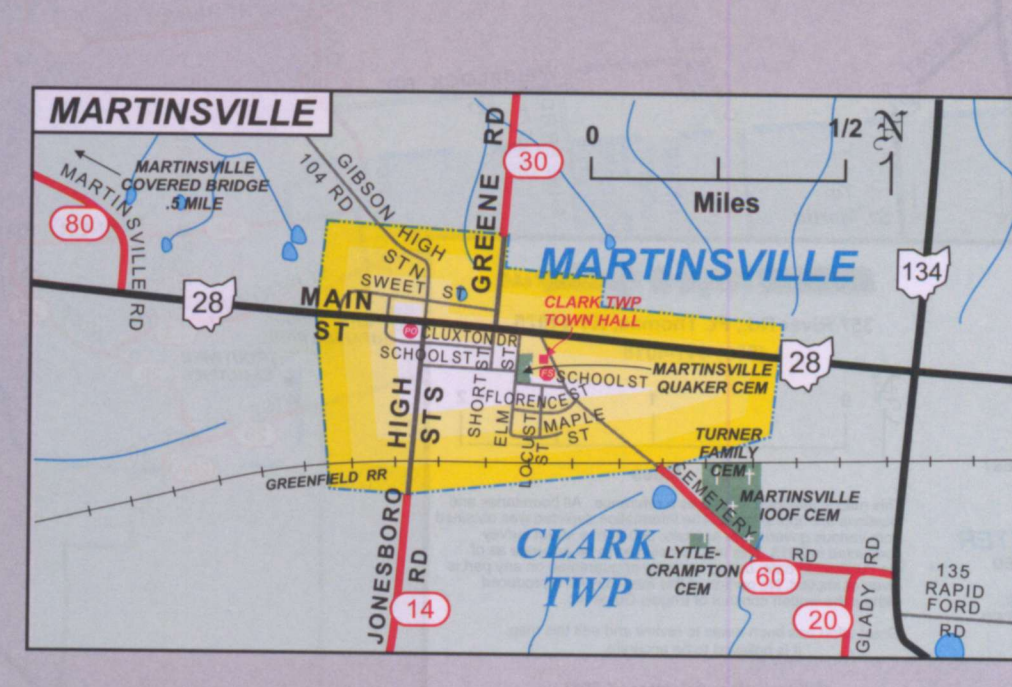 MARTINSVILLE
MARTINSVILLE
COVERED BRIDGE
.5 MILE
MARTINSVILLE RD
80
GIBSON
104 RD
GREENE RD
30
0
1/2
N
Miles
134
HIGH
ST N
SWEET ST
MARTINSVILLE
CLARK TWP
TOWN HALL
28
MAIN
ST
PO
CLUXTON DR
SCHOOL ST
FS
SCHOOL ST
MARTINSVILLE
QUAKER CEM
28
HIGH
ST S
SHORT ST
ELM ST
FLORENCE ST
LOCUST ST
MAPLE
ST
TURNER
FAMILY
CEM
GREENFIELD RR
CEMETERY RD
MARTINSVILLE
IOOF CEM
CLARK
TWP
LYTLE-
CRAMPTON
CEM
60
JONESBORO RD
14
20
GLADY RD
135
RAPID
FORD
RD